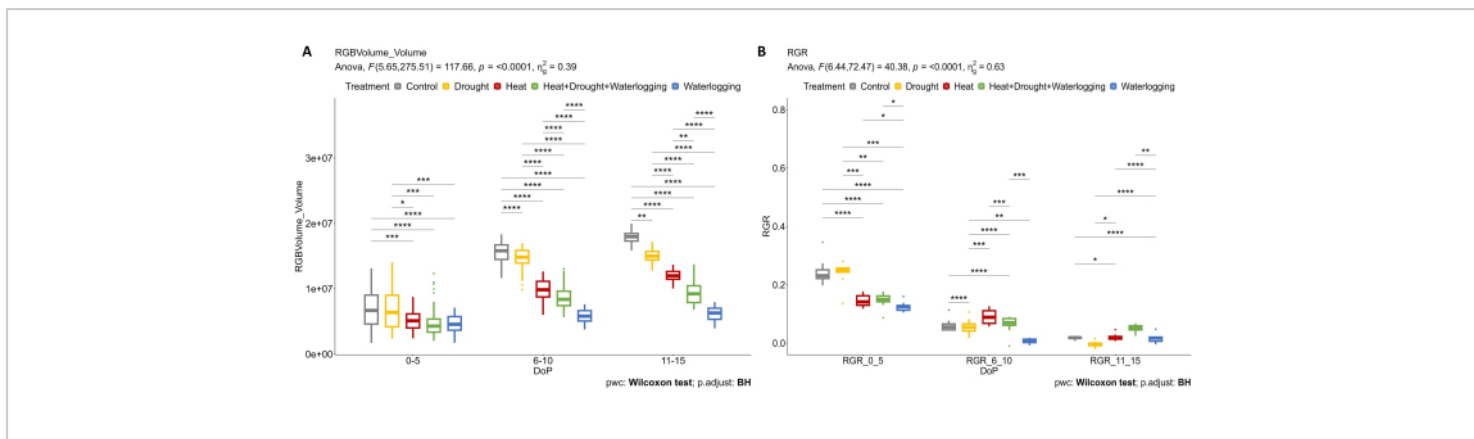 A
RGBVolume_Volume
Anova, F(5.65,275.51) = 117.66, p = <0.0001, η²g = 0.39
Treatment Control Drought Heat Heat+Drought+Waterlogging Waterlogging
RGBVolume_Volume
3e+07
2e+07
1e+07
0e+00
****
****
****
****
****
****
****
****
****
****
****
****
**
****
****
****
****
****
****
**
***
***
*
****
****
***
0-5
6-10
11-15
DoP
pwc: Wilcoxon test; p.adjust: BH
B
RGR
Anova, F(6.44,72.47) = 40.38, p = <0.0001, η²g = 0.63
Treatment Control Drought Heat Heat+Drought+Waterlogging Waterlogging
RGR
0.8
0.6
0.4
0.2
0.0
*
*
***
**
***
****
****
****
***
***
**
****
***
****
****
**
****
****
*
****
*
RGR_0_5
RGR_6_10
RGR_11_15
DoP
pwc: Wilcoxon test; p.adjust: BH